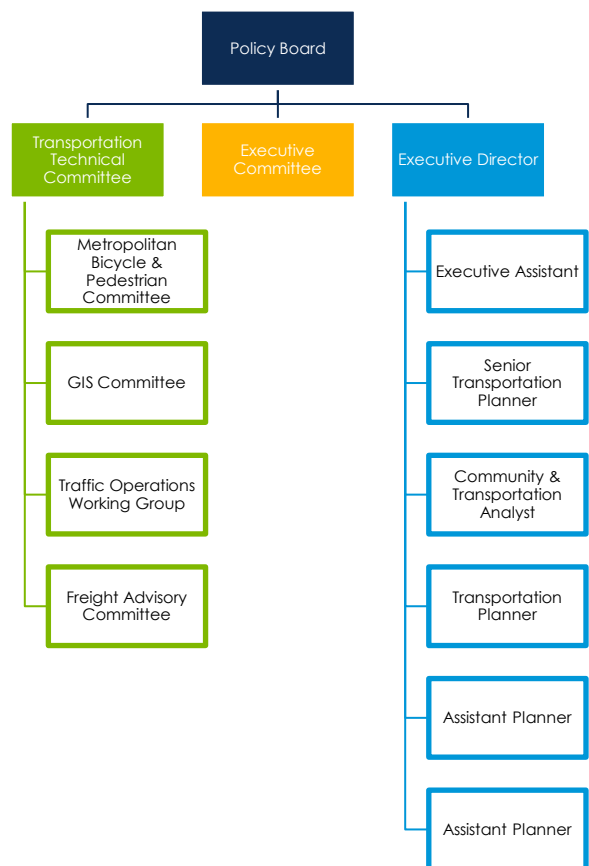 Policy Board
Transportation
Technical
Committee
Executive
Committee
Executive Director
Metropolitan
Bicycle &
Pedestrian
Committee
GIS Committee
Traffic Operations
Working Group
Freight Advisory
Committee
Executive Assistant
Senior
Transportation
Planner
Community &
Transportation
Analyst
Transportation
Planner
Assistant Planner
Assistant Planner